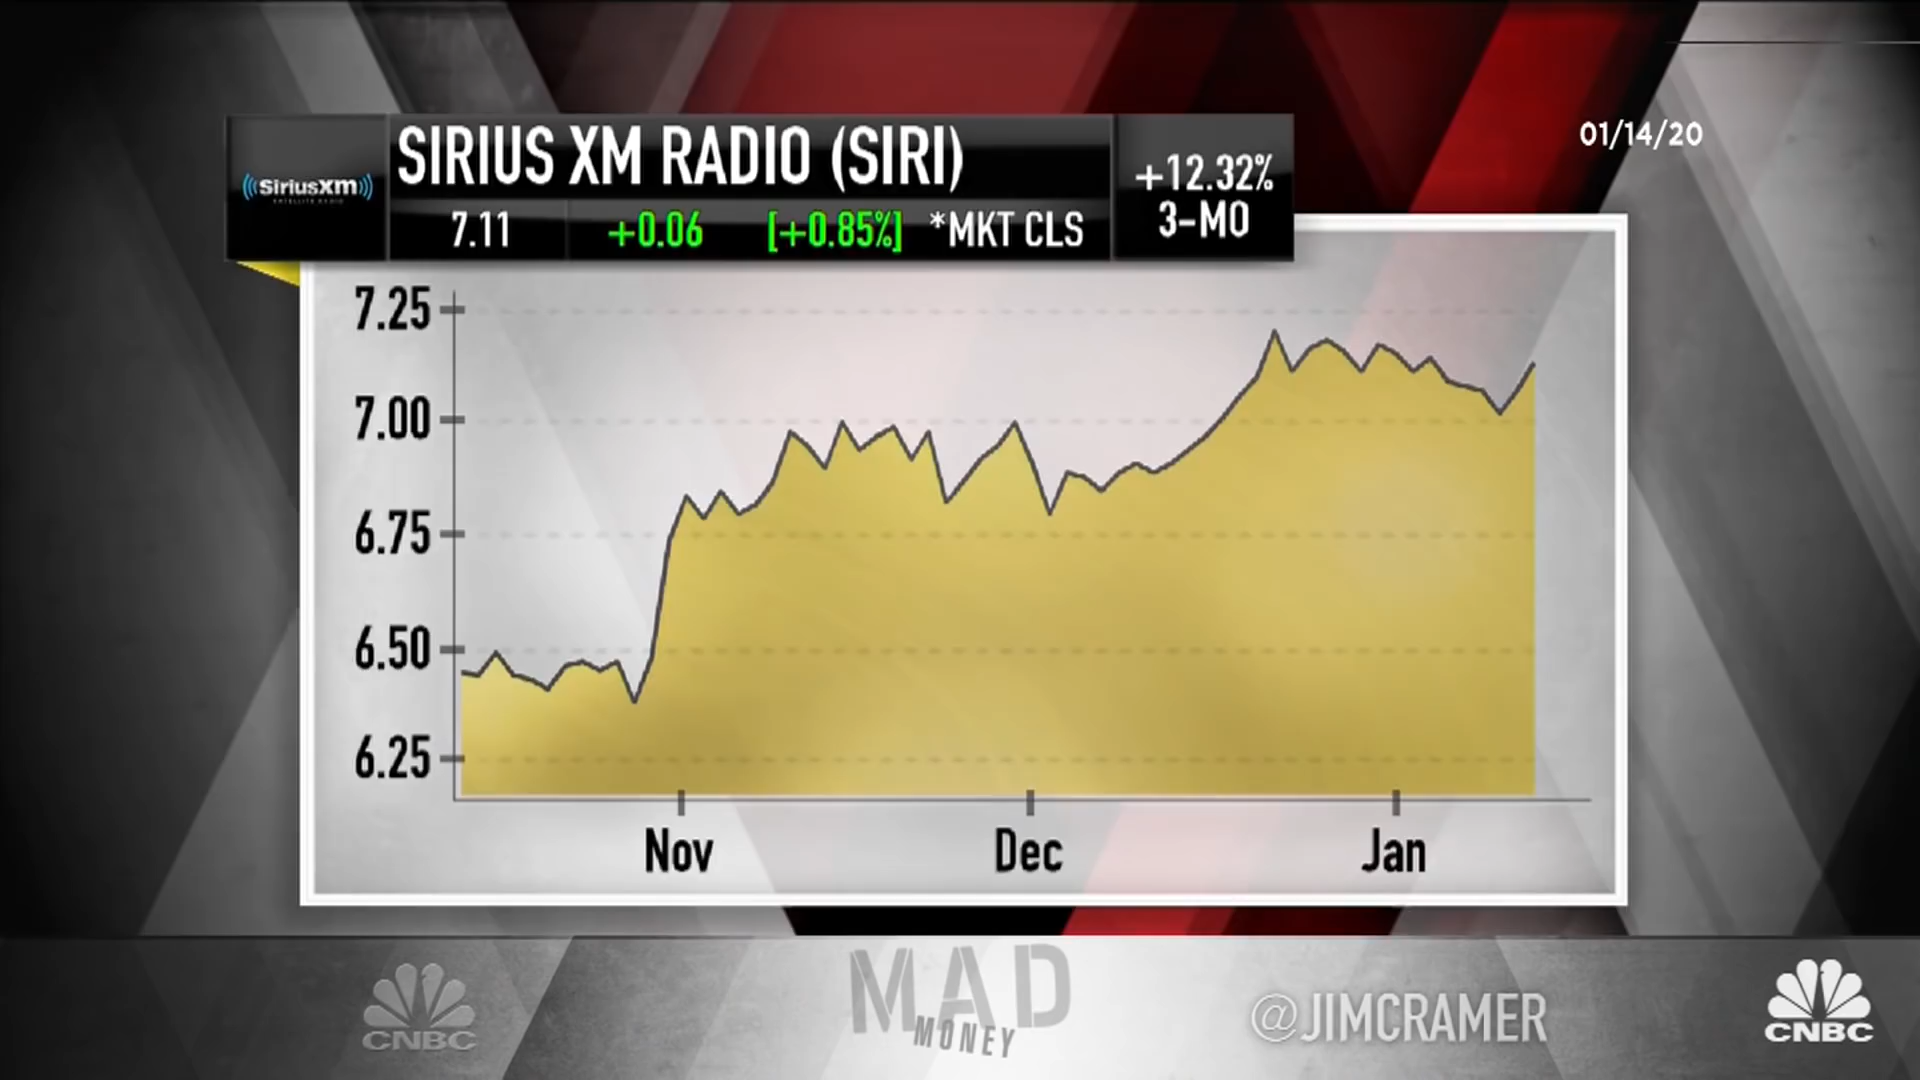 01/14/20
((SiriusXM))
SATELLITE RADIO
SIRIUS XM RADIO (SIRI)
7.11 +0.06 [+0.85%] *MKT CLS
+12.32%
3-MO
7.25
7.00
6.75
6.50
6.25
Nov Dec Jan
CNBC
MAD
MONEY
@JIMCRAMER
CNBC